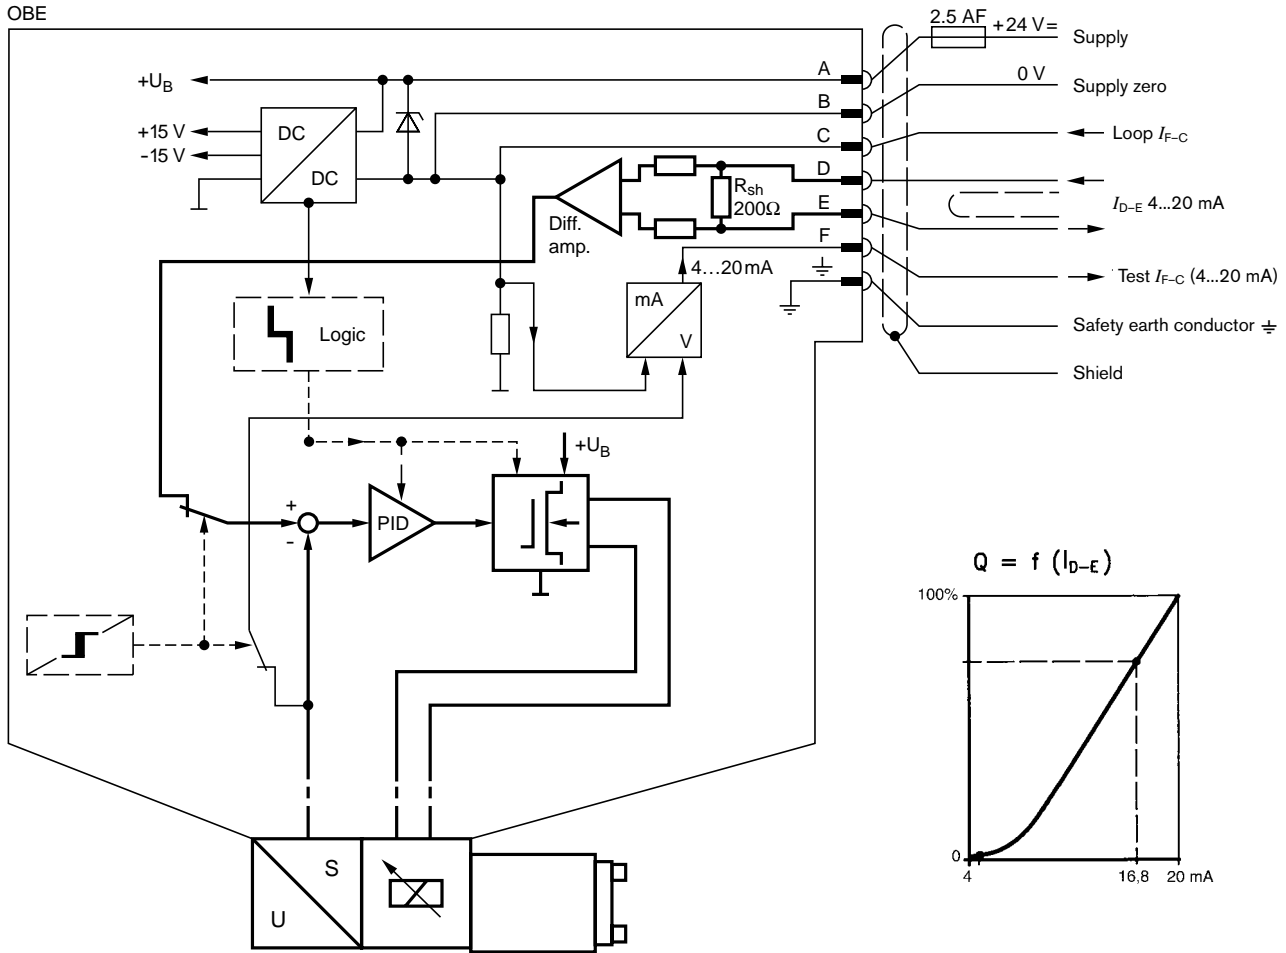 OBE
2.5 AF
+24 V=
Supply
A
+U_B
0 V
Supply zero
B
C
Loop I_F–C
+15 V
-15 V
DC
DC
D
E
R_sh
200Ω
I_D–E 4...20 mA
Diff.
amp.
F
4...20mA
Test I_F–C (4...20 mA)
mA
V
Logic
Safety earth conductor
Shield
+U_B
+
-
PID
Q = f (I_D–E)
100%
0
4
16,8
20 mA
S
U